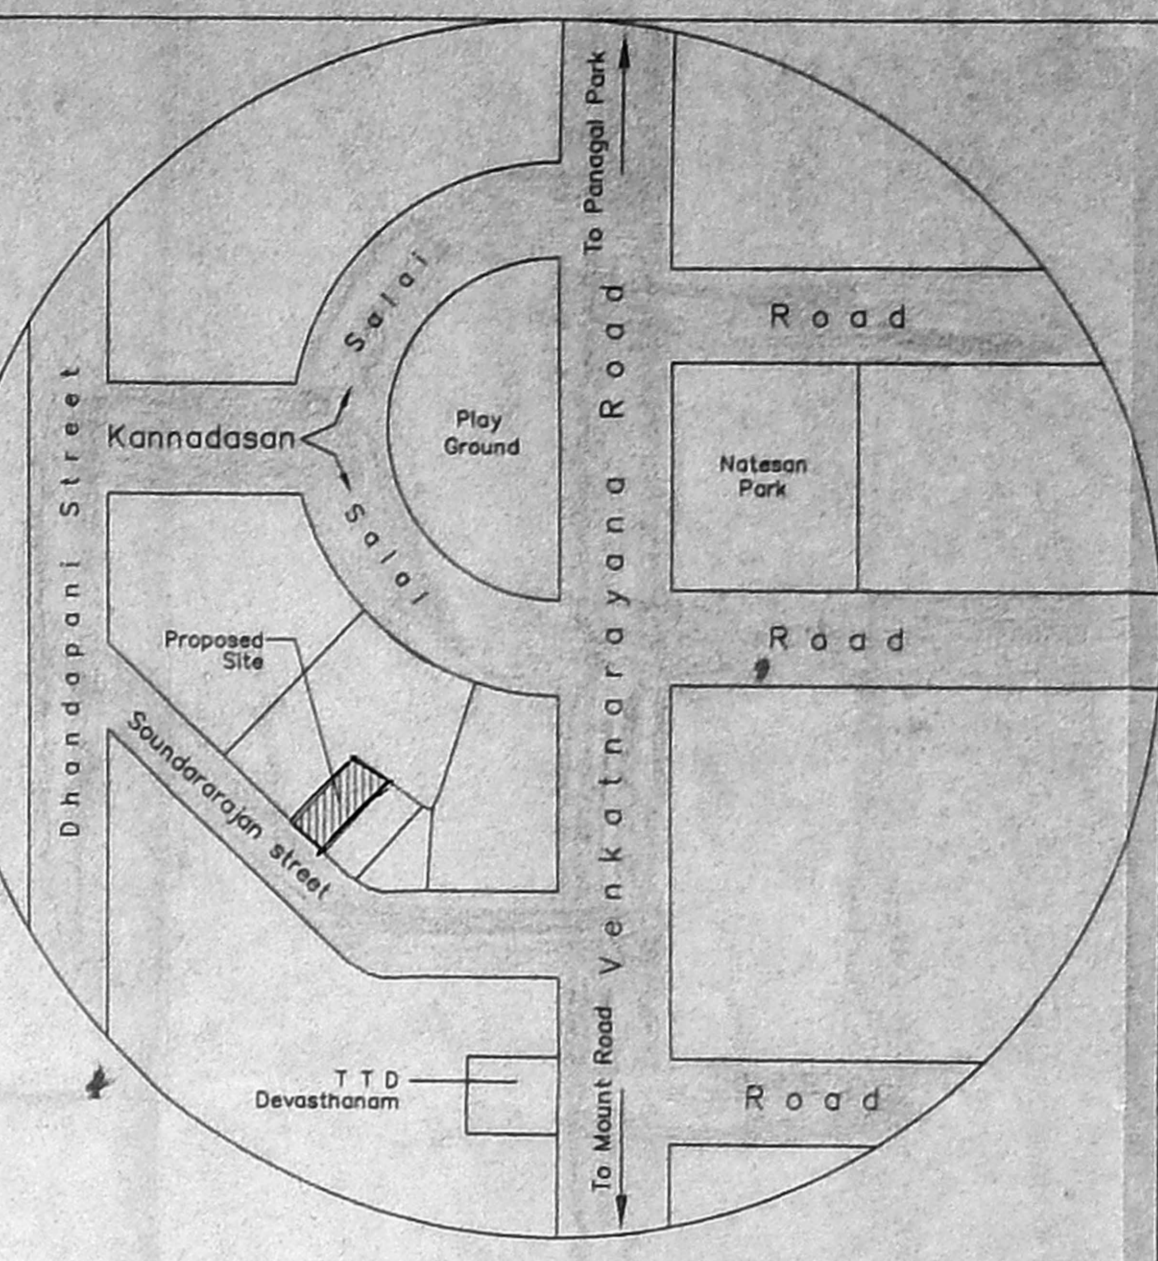 To Panagal Park
Salai
Road
Kannadasan
Play
Ground
Natesan
Park
Salai
Dhandapani Street
Venkatnarayana Road
Road
Proposed
Site
Soundararajan street
T T D
Devasthanam
To Mount Road
Road